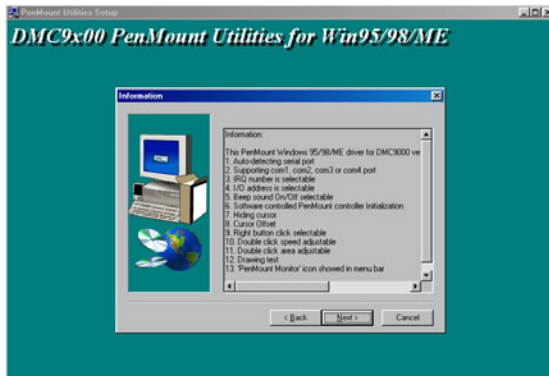 PenMount Utilities Setup
DMC9x00 PenMount Utilities for Win95/98/ME
Information
Information:
This PenMount Windows 95/98/ME driver for DMC9000 ve
1. Auto-detecting serial port
2. Supporting com1, com2, com3 or com4 port
3. IRQ number is selectable
4. I/O address is selectable
5. Beep sound On/Off selectable
6. Software controlled PenMount controller Initialization
7. Hiding cursor
8. Cursor Offset
9. Right button click selectable
10. Double click speed adjustable
11. Double click area adjustable
12. Drawing test
13. 'PenMount Monitor' icon showed in menu bar
< Back
Next >
Cancel